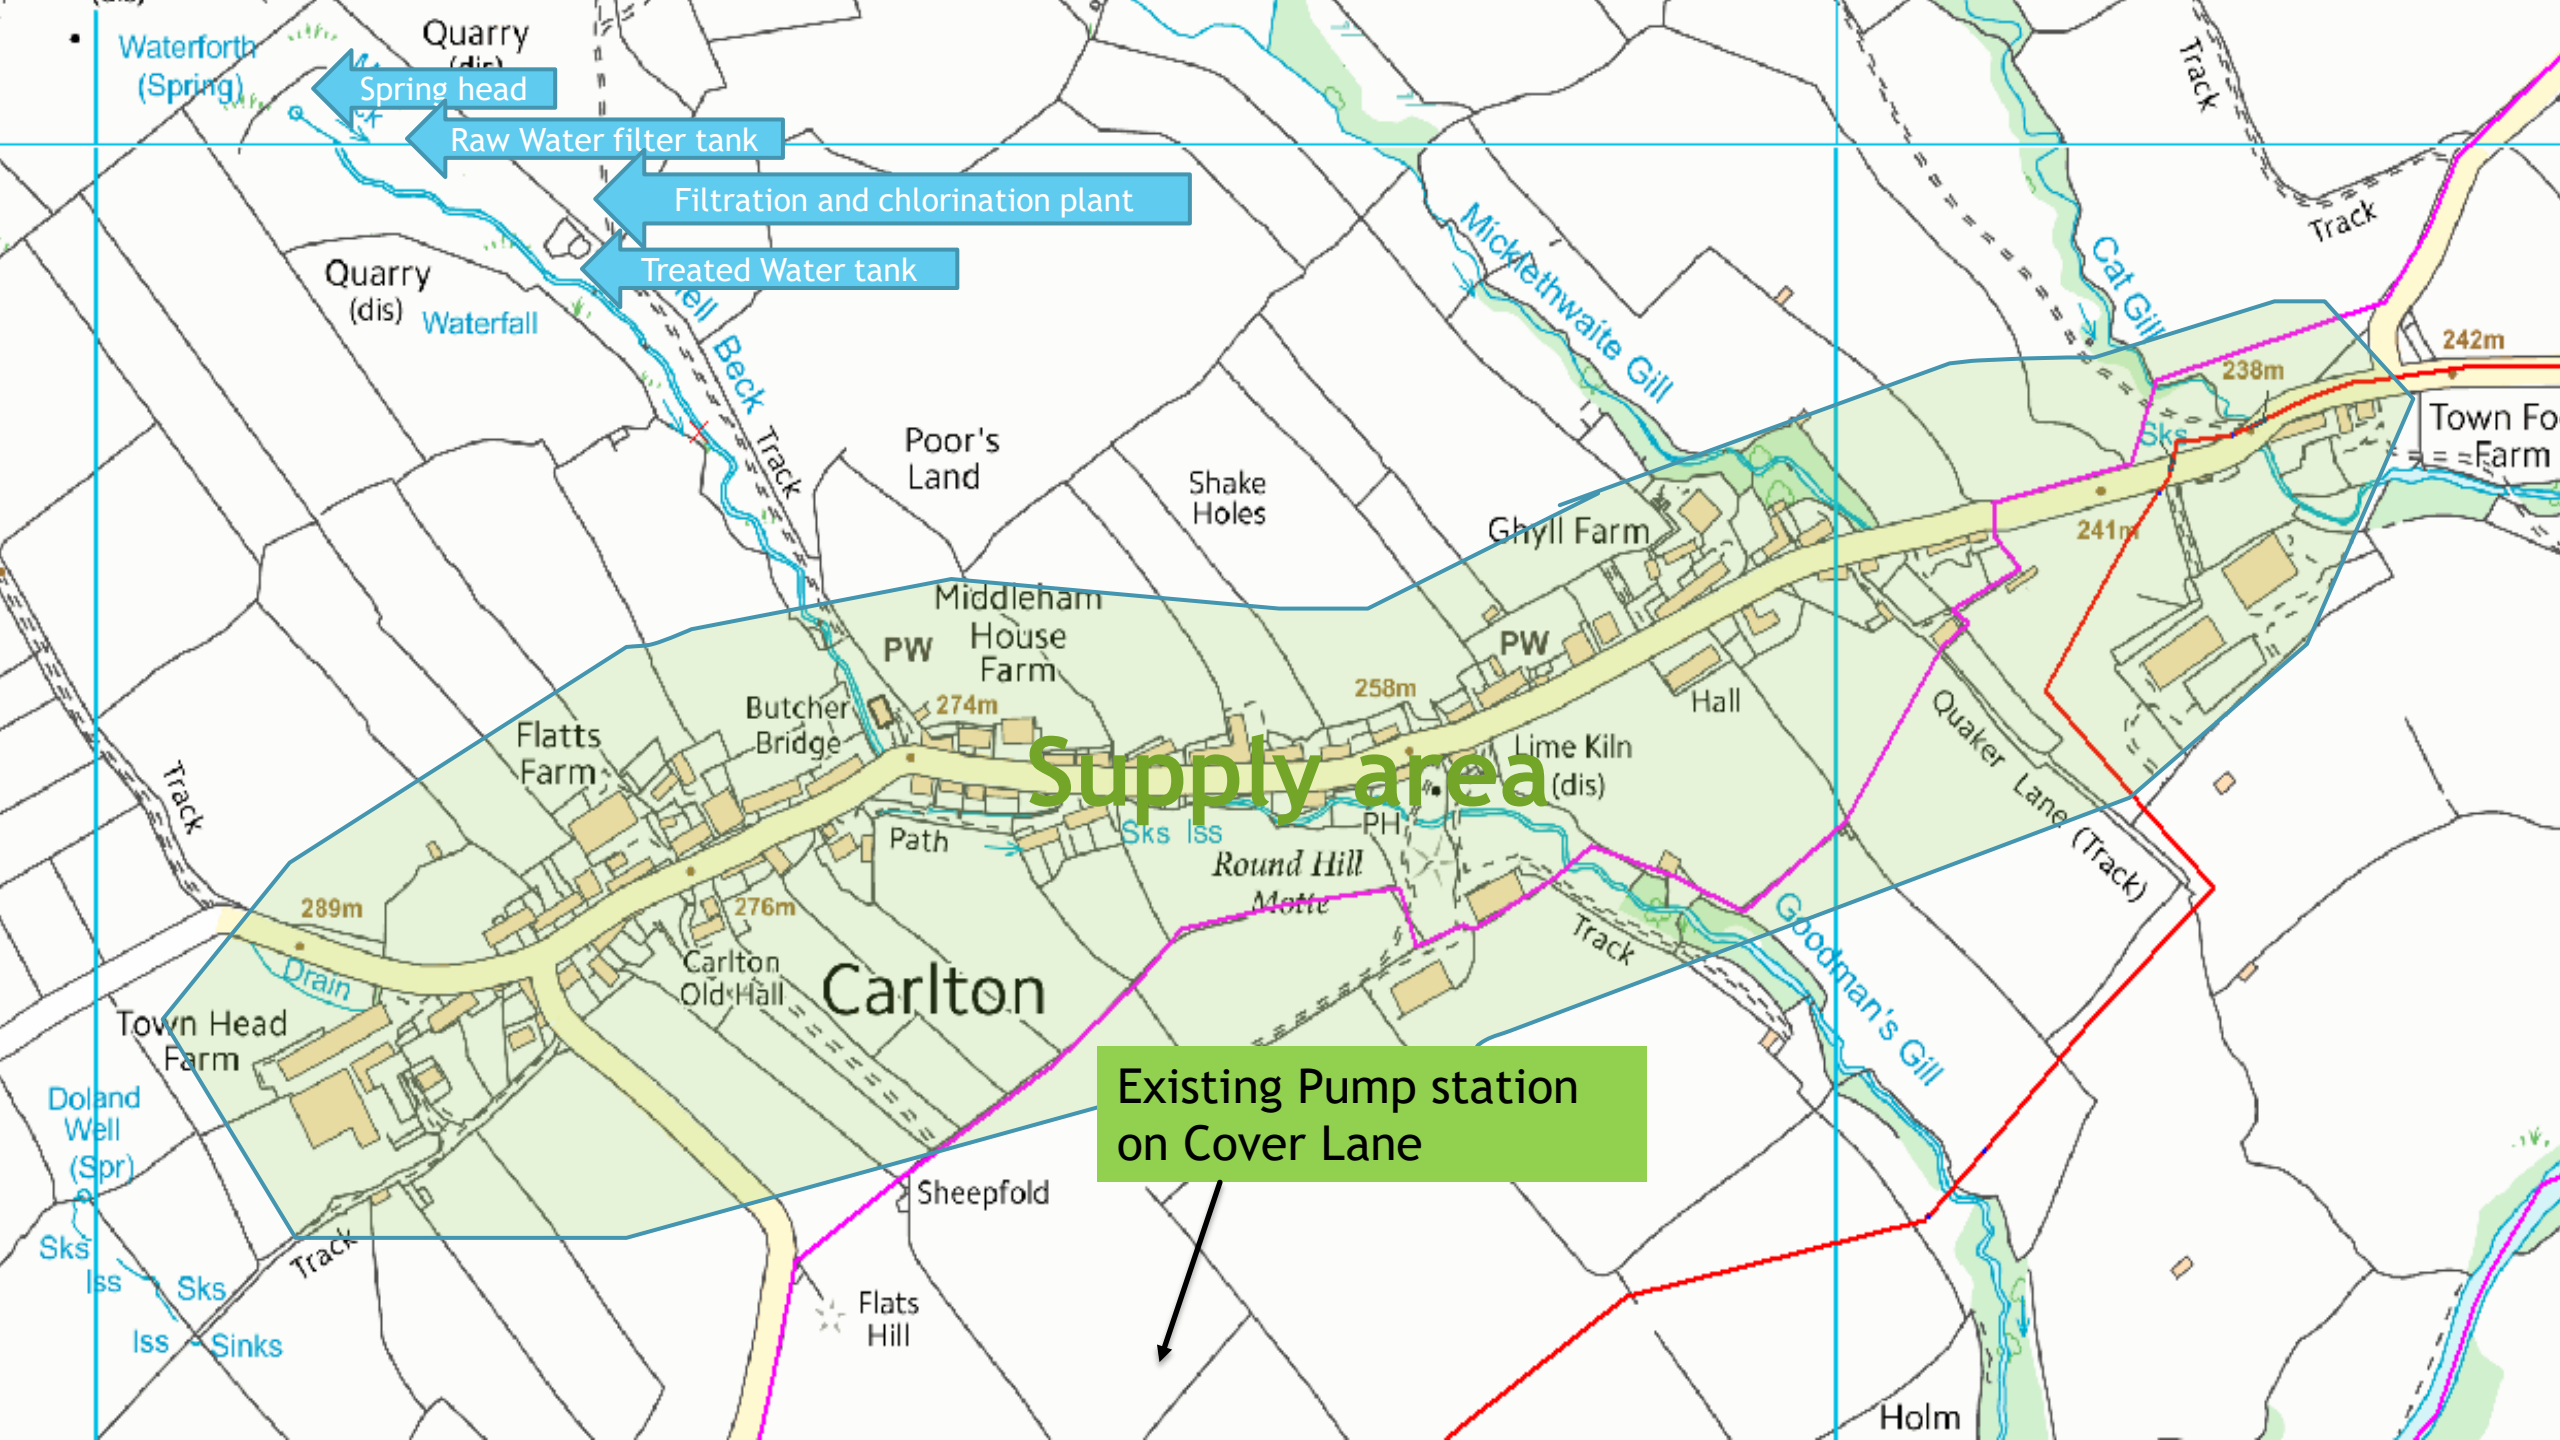 Waterforth
(Spring)
Quarry
(dis)
Spring head
Raw Water filter tank
Filtration and chlorination plant
Treated Water tank
Quarry
(dis)
Waterfall
Beck
Track
Poor's
Land
Shake
Holes
Micklethwaite Gill
Cat Gill
Track
Track
242m
238m
Sks
Town Fo
Farm
241m
Ghyll Farm
Middleham
House
Farm
PW
PW
274m
258m
Hall
Butcher
Bridge
Flatts
Farm
Supply area
Lime Kiln
(dis)
Quaker Lane (Track)
Path
Sks Iss
PH
Round Hill
Motte
Track
Track
289m
276m
Drain
Carlton
Old Hall
Carlton
Goodman's Gill
Town Head
Farm
Existing Pump station
on Cover Lane
Doland
Well
(Spr)
Sheepfold
Sks
Iss
Sks
Track
Iss
Sinks
Flats
Hill
Holm